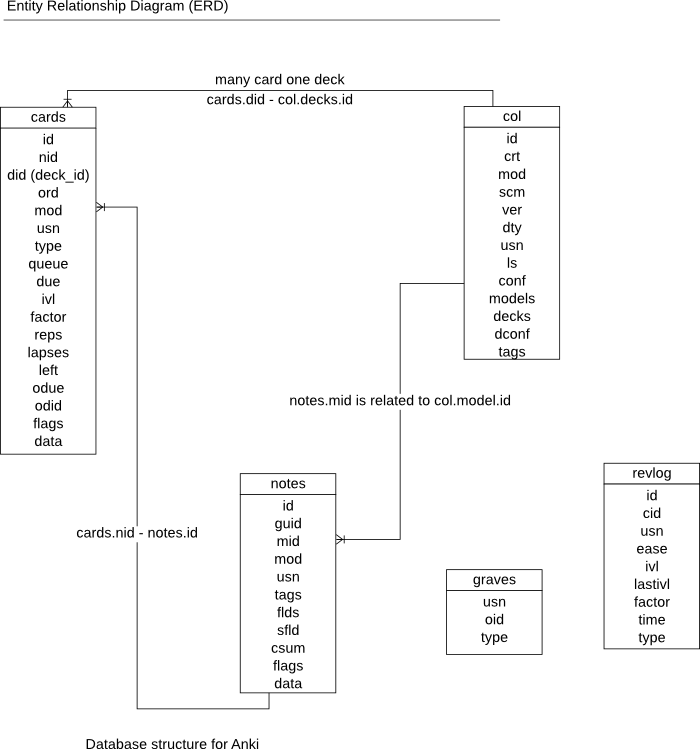 Entity Relationship Diagram (ERD)
many card one deck
cards.did - col.decks.id
cards
id
nid
did (deck_id)
ord
mod
usn
type
queue
due
ivl
factor
reps
lapses
left
odue
odid
flags
data
col
id
crt
mod
scm
ver
dty
usn
ls
conf
models
decks
dconf
tags
notes.mid is related to col.model.id
cards.nid - notes.id
notes
id
guid
mid
mod
usn
tags
flds
sfld
csum
flags
data
graves
usn
oid
type
revlog
id
cid
usn
ease
ivl
lastivl
factor
time
type
Database structure for Anki